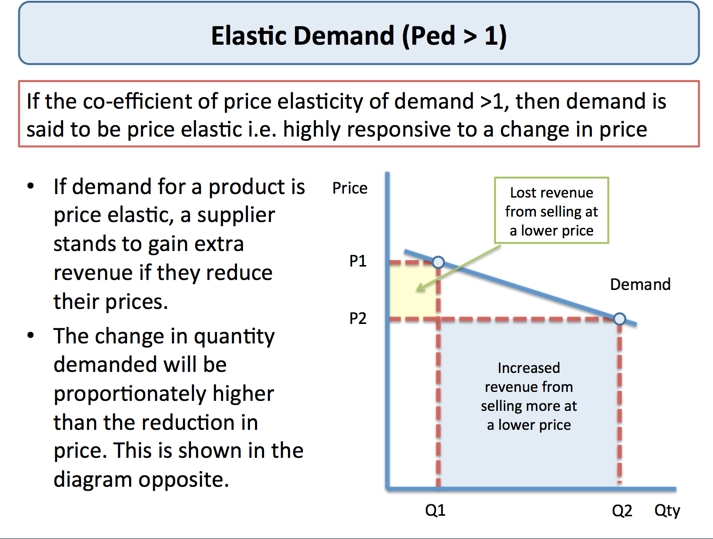 Elastic Demand (Ped > 1)
If the co-efficient of price elasticity of demand >1, then demand is
said to be price elastic i.e. highly responsive to a change in price
• If demand for a product is
price elastic, a supplier
stands to gain extra
revenue if they reduce
their prices.
• The change in quantity
demanded will be
proportionately higher
than the reduction in
price. This is shown in the
diagram opposite.
Price
Lost revenue
from selling at
a lower price
P1
Demand
P2
Increased
revenue from
selling more at
a lower price
Q1
Q2
Qty